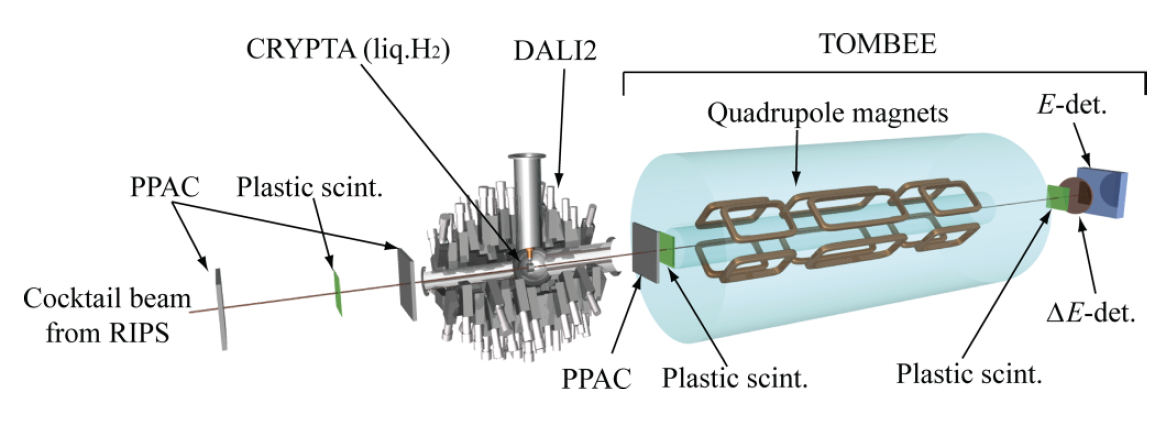 CRYPTA (liq.H2)
DALI2
TOMBEE
Quadrupole magnets
E-det.
PPAC
Plastic scint.
Cocktail beam
from RIPS
ΔE-det.
PPAC
Plastic scint.
Plastic scint.